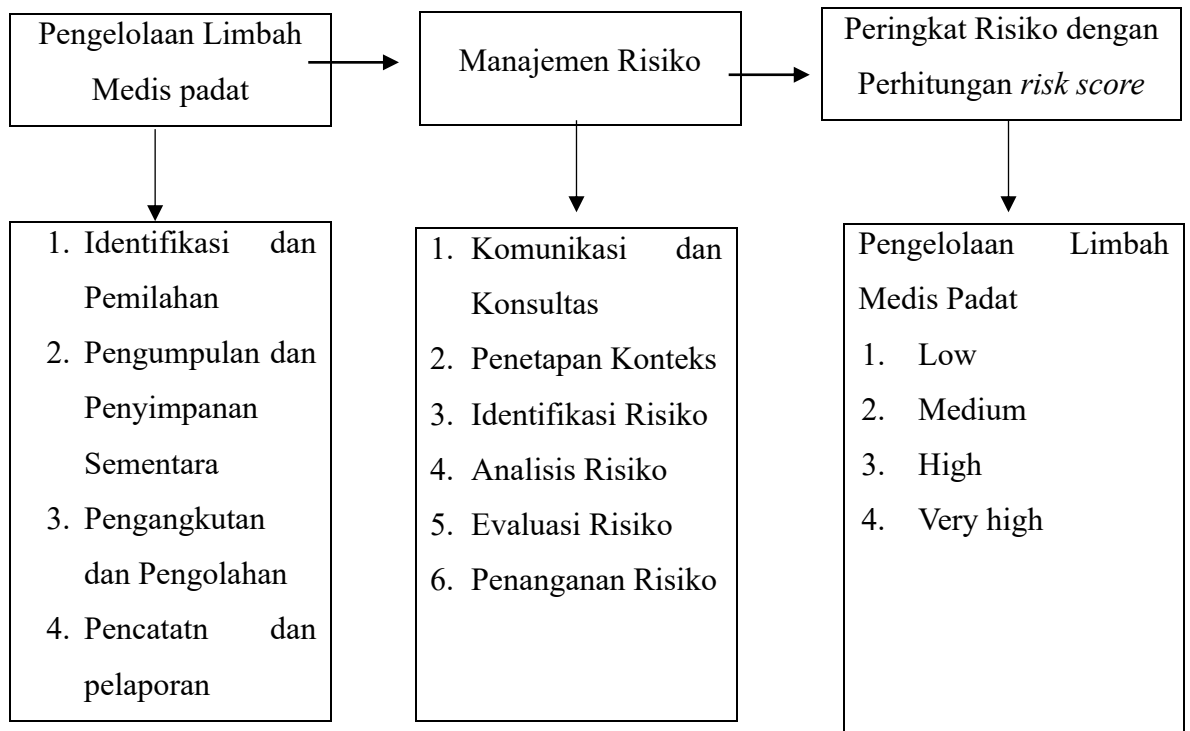 Pengelolaan Limbah
Medis padat
Manajemen Risiko
Peringkat Risiko dengan
Perhitungan risk score
1. Identifikasi dan
Pemilahan
2. Pengumpulan dan
Penyimpanan
Sementara
3. Pengangkutan
dan Pengolahan
4. Pencatatn dan
pelaporan
1. Komunikasi dan
Konsultas
2. Penetapan Konteks
3. Identifikasi Risiko
4. Analisis Risiko
5. Evaluasi Risiko
6. Penanganan Risiko
Pengelolaan Limbah
Medis Padat
1. Low
2. Medium
3. High
4. Very high